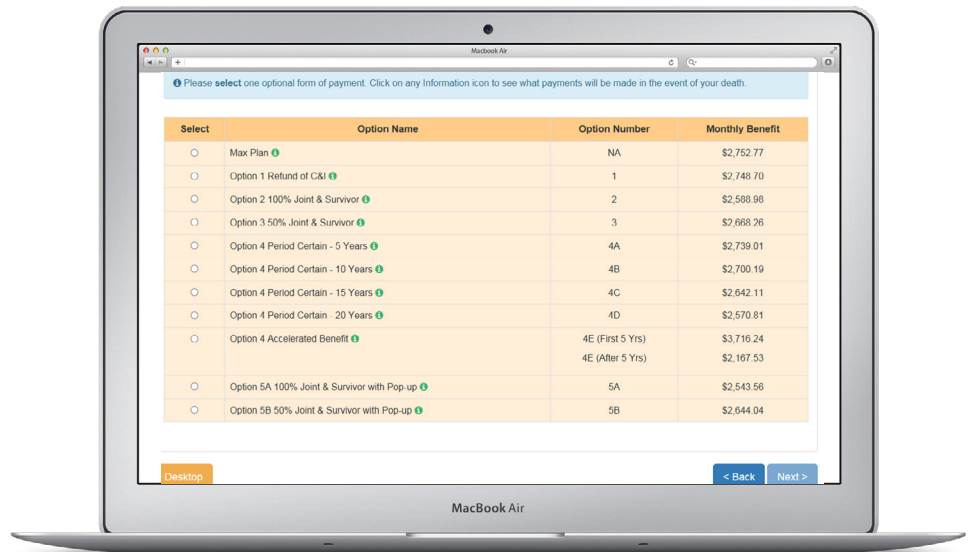 Macbook Air
Please select one optional form of payment. Click on any Information icon to see what payments will be made in the event of your death.
Select Option Name Option Number Monthly Benefit
Max Plan NA $2,752.77
Option 1 Refund of C&I 1 $2,748.70
Option 2 100% Joint & Survivor 2 $2,588.98
Option 3 50% Joint & Survivor 3 $2,668.26
Option 4 Period Certain - 5 Years 4A $2,739.01
Option 4 Period Certain - 10 Years 4B $2,700.19
Option 4 Period Certain - 15 Years 4C $2,642.11
Option 4 Period Certain - 20 Years 4D $2,570.81
Option 4 Accelerated Benefit 4E (First 5 Yrs) $3,716.24
4E (After 5 Yrs) $2,167.53
Option 5A 100% Joint & Survivor with Pop-up 5A $2,543.56
Option 5B 50% Joint & Survivor with Pop-up 5B $2,644.04
Desktop < Back Next >
MacBook Air